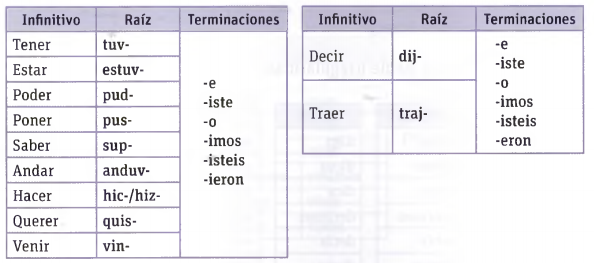 Infinitivo Raíz Terminaciones
Tener tuv-
Estar estuv-
Poder pud-
Poner pus-
Saber sup-
Andar anduv-
Hacer hic-/hiz-
Querer quis-
Venir vin-
-e
-iste
-o
-imos
-isteis
-ieron
Infinitivo Raíz Terminaciones
Decir dij-
Traer traj-
-e
-iste
-o
-imos
-isteis
-eron